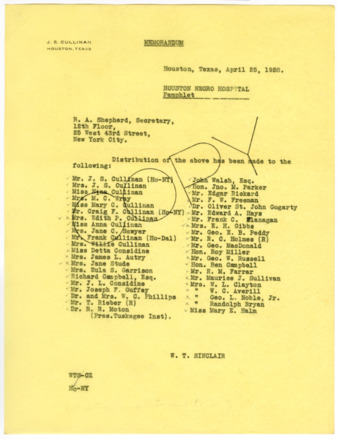 J. S. CULLINAN
HOUSTON, TEXAS
MEMORANDUM
Houston, Texas, April 25, 1928.
HOUSTON NEGRO HOSPITAL
Pamphlet
R. A. Shepherd, Secretary,
12th Floor,
25 West 43rd Street,
New York City.
Distribution of the above has been made to the
following:
Mr. J. S. Cullinan (Ho-NY)
Mrs. J. S. Cullinan
Miss Nina Cullinan
Mrs. M. C. Wray
Miss Mary C. Cullinan
Mr. Craig F. Cullinan (Ho-NY)
Mrs. Edith P. Cullinan
Miss Anna Cullinan
Mrs. Jane C. Sawyer
Mr. Frank Cullinan (Ho-Dal)
Mrs. Willie Cullinan
Miss Detta Considine
Mrs. James L. Autry
Mrs. Jane Stude
Mrs. Eula S. Garrison
Richard Campbell, Esq.
Mr. J. L. Considine
Mr. Joseph F. Guffey
Dr. and Mrs. W. C. Phillips
Mr. T. Rieber (R)
Dr. R. R. Moton
(Pres. Tuskagee Inst).
John Walsh, Esq.
Hon. Jno. M. Parker
Mr. Edgar Rickard
Mr. F. W. Freeman
Dr. Oliver St. John Gogarty
Mr. Edward A. Hays
Mr. Frank C. Flanagan
Mrs. E. H. Gibbs
Mr. Geo. E. B. Peddy
Mr. R. C. Holmes (R)
Mr. Geo. MacDonald
Hon. Roy Miller
Mr. Geo. W. Russell
Hon. Ben Campbell
Mr. R. M. Farrar
Mr. Maurice J. Sullivan
Mrs. W. L. Clayton
" W. C. Averill
" Geo. L. Noble, Jr.
" Randolph Bryan
Miss Mary E. Halm
W. T. SINCLAIR
WTS-GZ
Ho-NY